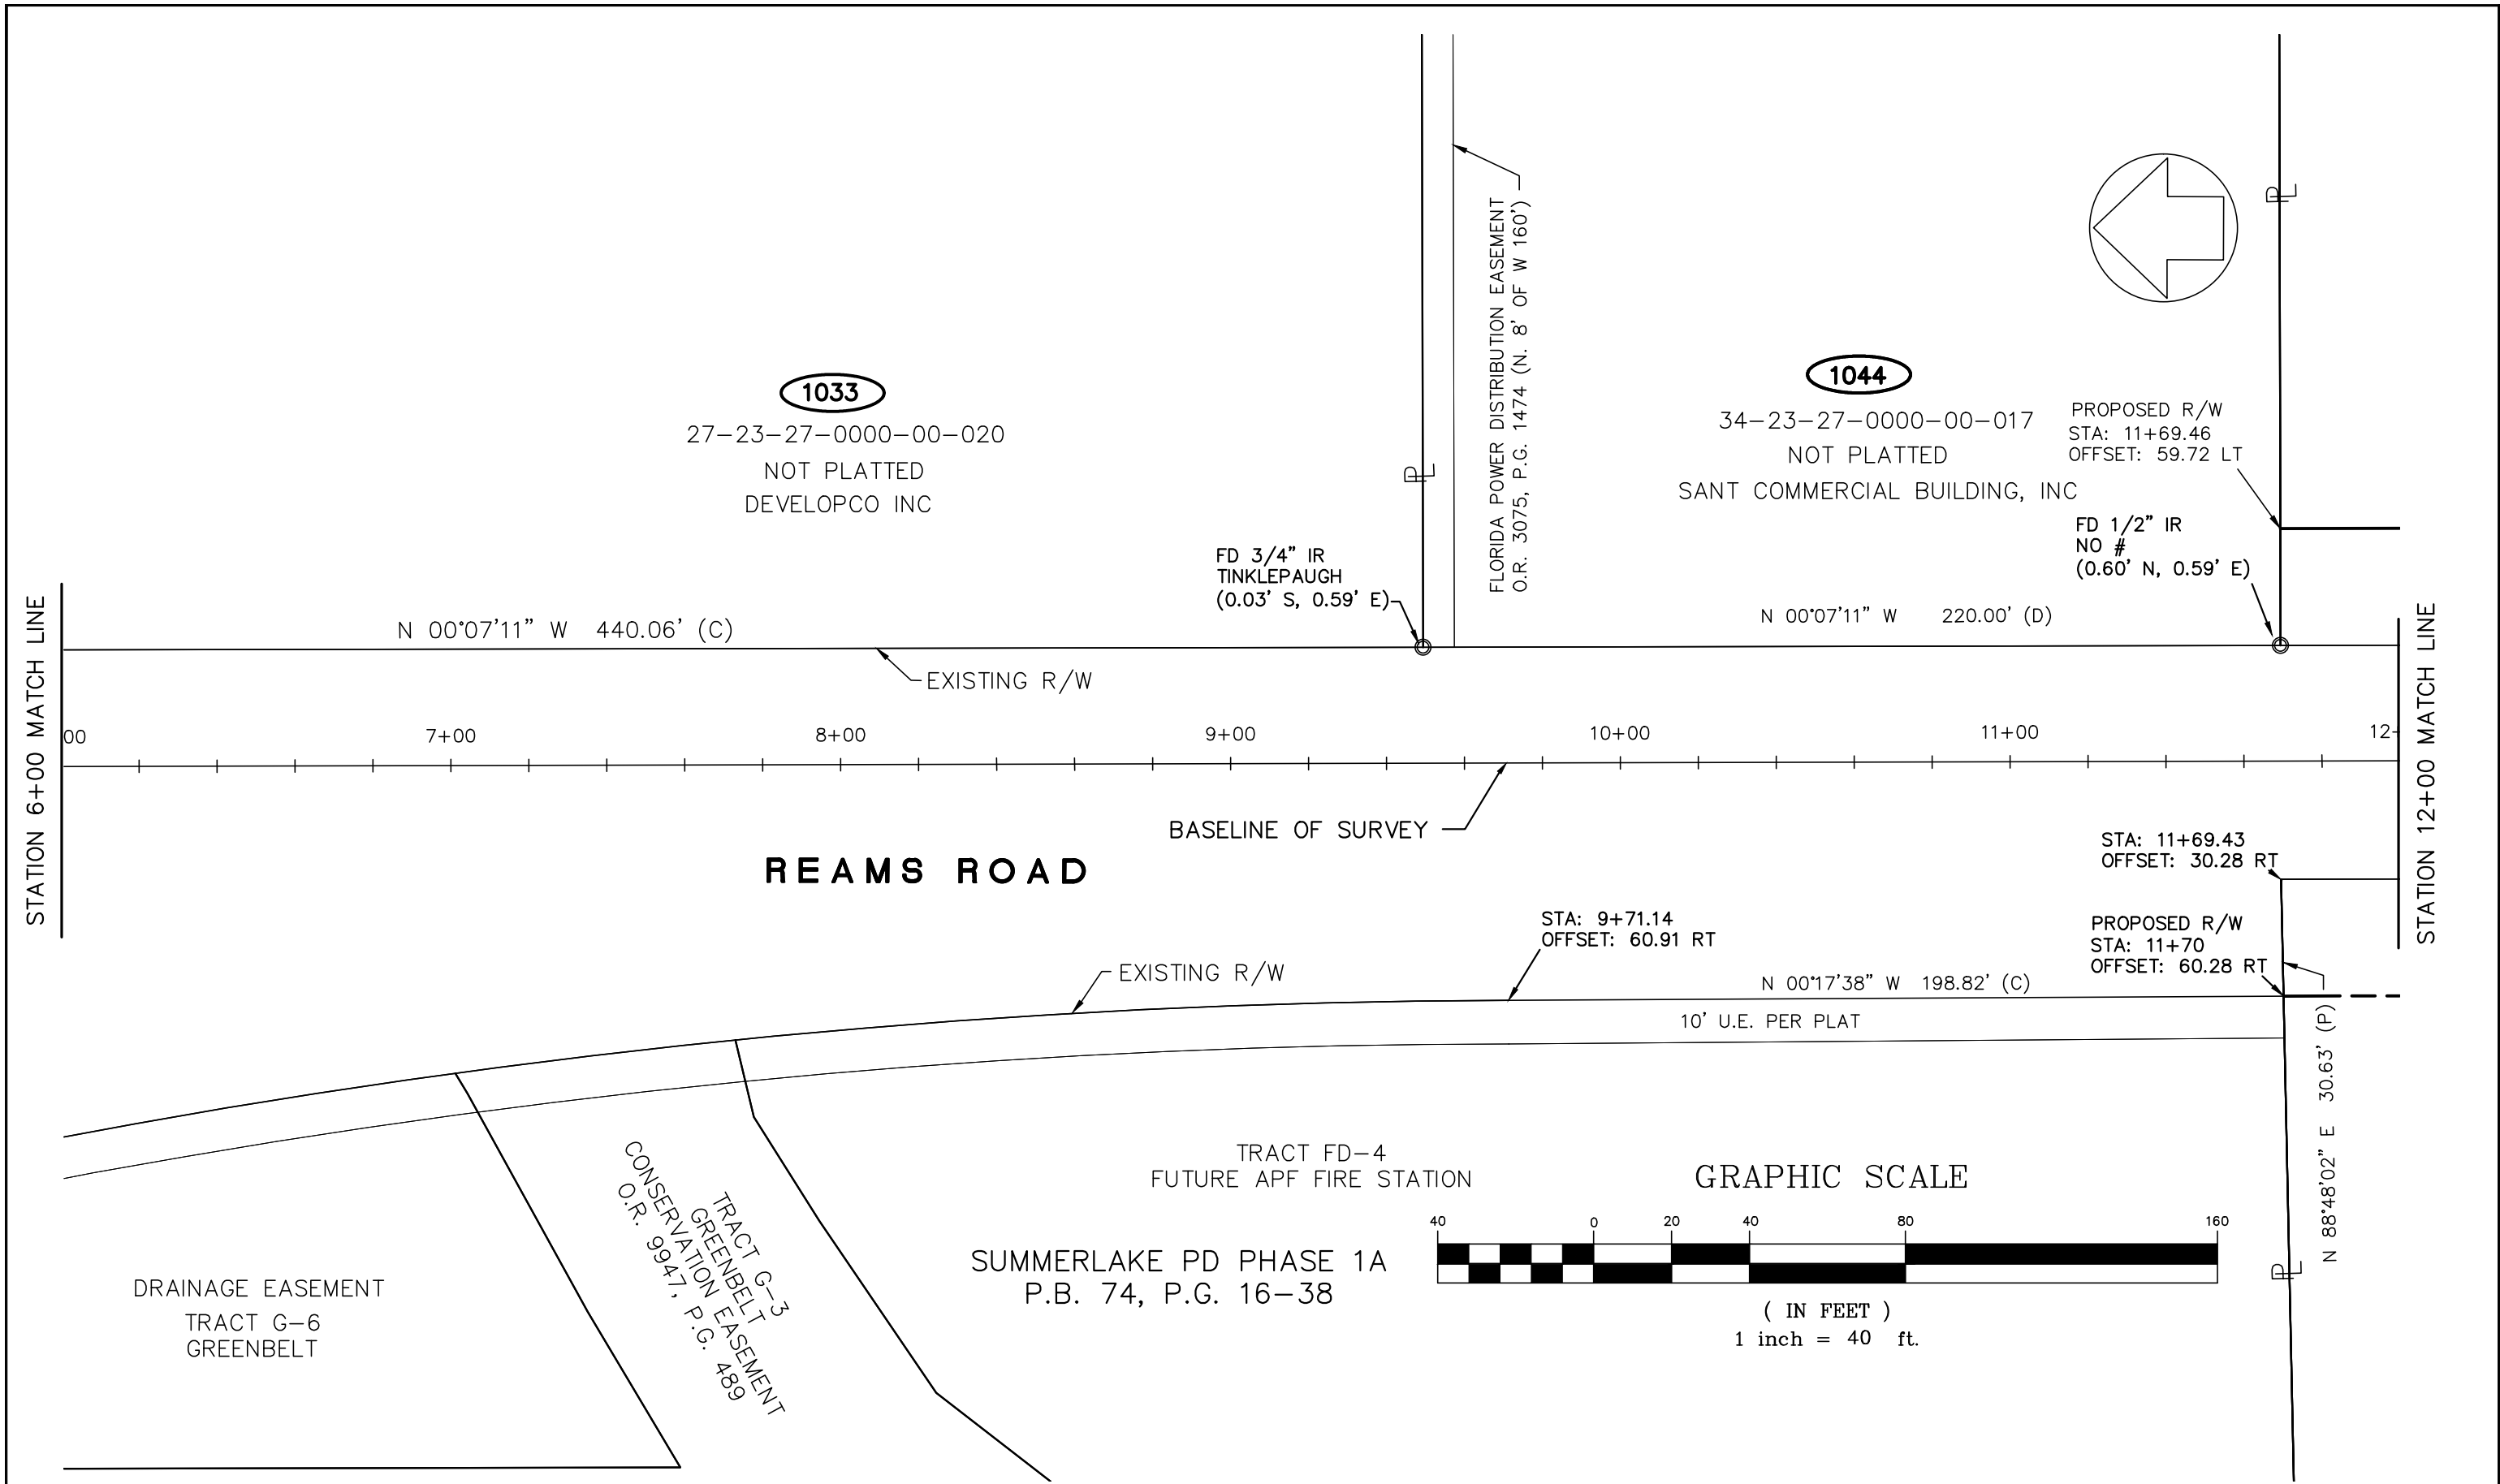 1033
27-23-27-0000-00-020
NOT PLATTED
DEVELOPCO INC
FLORIDA POWER DISTRIBUTION EASEMENT
O.R. 3075, P.G. 1474 (N. 8' OF W 160')
PL
PL
1044
34-23-27-0000-00-017
NOT PLATTED
SANT COMMERCIAL BUILDING, INC
PROPOSED R/W
STA: 11+69.46
OFFSET: 59.72 LT
FD 1/2" IR
NO #
(0.60' N, 0.59' E)
FD 3/4" IR
TINKLEPAUGH
(0.03' S, 0.59' E)
STATION 6+00 MATCH LINE
N 00°07'11" W 440.06' (C)
N 00°07'11" W 220.00' (D)
STATION 12+00 MATCH LINE
EXISTING R/W
00
7+00
8+00
9+00
10+00
11+00
12+
BASELINE OF SURVEY
REAMS ROAD
STA: 11+69.43
OFFSET: 30.28 RT
STA: 9+71.14
OFFSET: 60.91 RT
PROPOSED R/W
STA: 11+70
OFFSET: 60.28 RT
EXISTING R/W
N 00°17'38" W 198.82' (C)
10' U.E. PER PLAT
N 88°48'02" E 30.63' (P)
PL
TRACT FD-4
FUTURE APF FIRE STATION
TRACT G-3
GREENBELT
CONSERVATION EASEMENT
O.R. 9947, P.G. 489
SUMMERLAKE PD PHASE 1A
P.B. 74, P.G. 16-38
DRAINAGE EASEMENT
TRACT G-6
GREENBELT
GRAPHIC SCALE
40 0 20 40 80 160
( IN FEET )
1 inch = 40 ft.